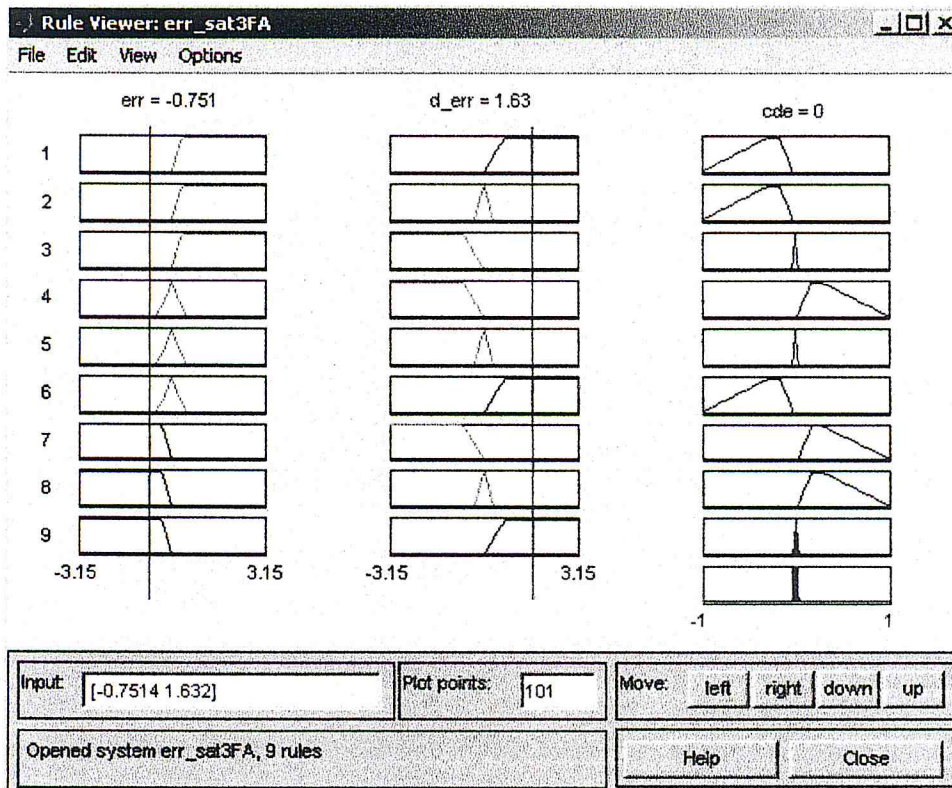 Rule Viewer: err_sat3FA
File Edit View Options
err = -0.751
d_err = 1.63
cde = 0
1
2
3
4
5
6
7
8
9
-3.15 3.15
-3.15 3.15
-1 1
Input: [-0.7514 1.632]
Plot points: 101
Move: left right down up
Opened system err_sat3FA, 9 rules
Help Close